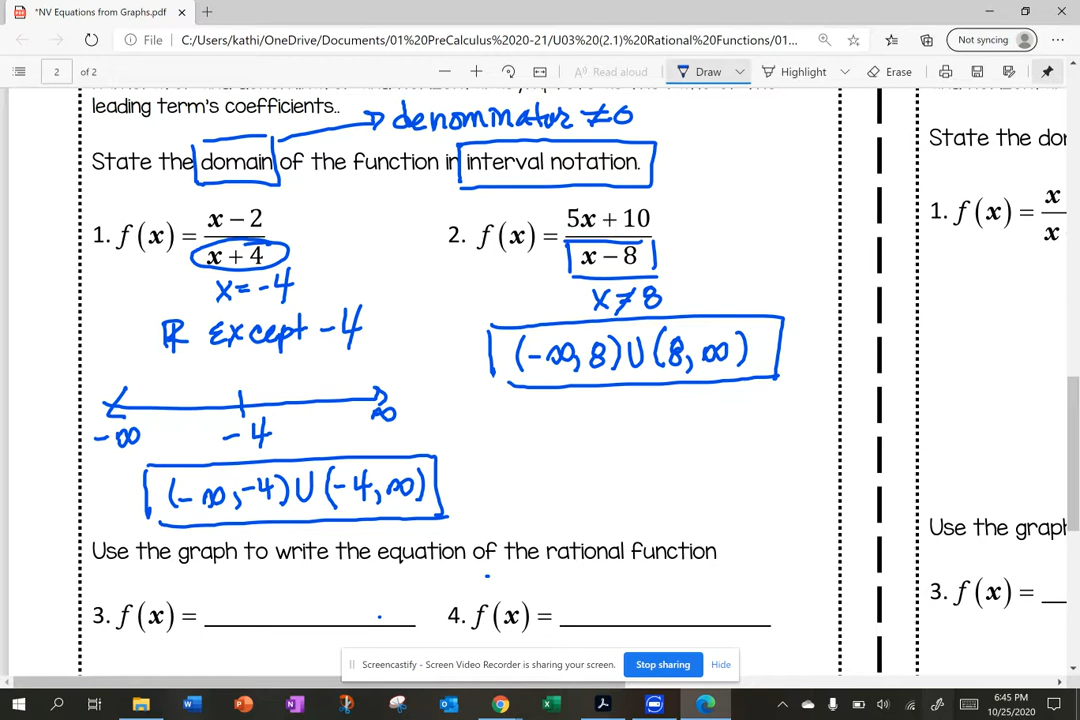 *NV Equations from Graphs.pdf
File C:/Users/kathi/OneDrive/Documents/01%20PreCalculus%2020-21/U03%20(2.1)%20Rational%20Functions/01... Not syncing
2 of 2 Read aloud Draw Highlight Erase
leading term's coefficients..
denominator ≠0
State the domain of the function in interval notation.
1. f(x) = (x − 2)/(x + 4)
x = -4
ℝ Except -4
-∞ -4 ∞
(-∞,-4)U(-4,∞)
2. f(x) = (5x + 10)/(x − 8)
x ≠ 8
(-∞,8)U(8,∞)
Use the graph to write the equation of the rational function
3. f(x) = ____________
4. f(x) = ____________
State the dor
1. f(x) = x/x
Use the grap
3. f(x) = __
Screencastify - Screen Video Recorder is sharing your screen. Stop sharing Hide
6:45 PM
10/25/2020